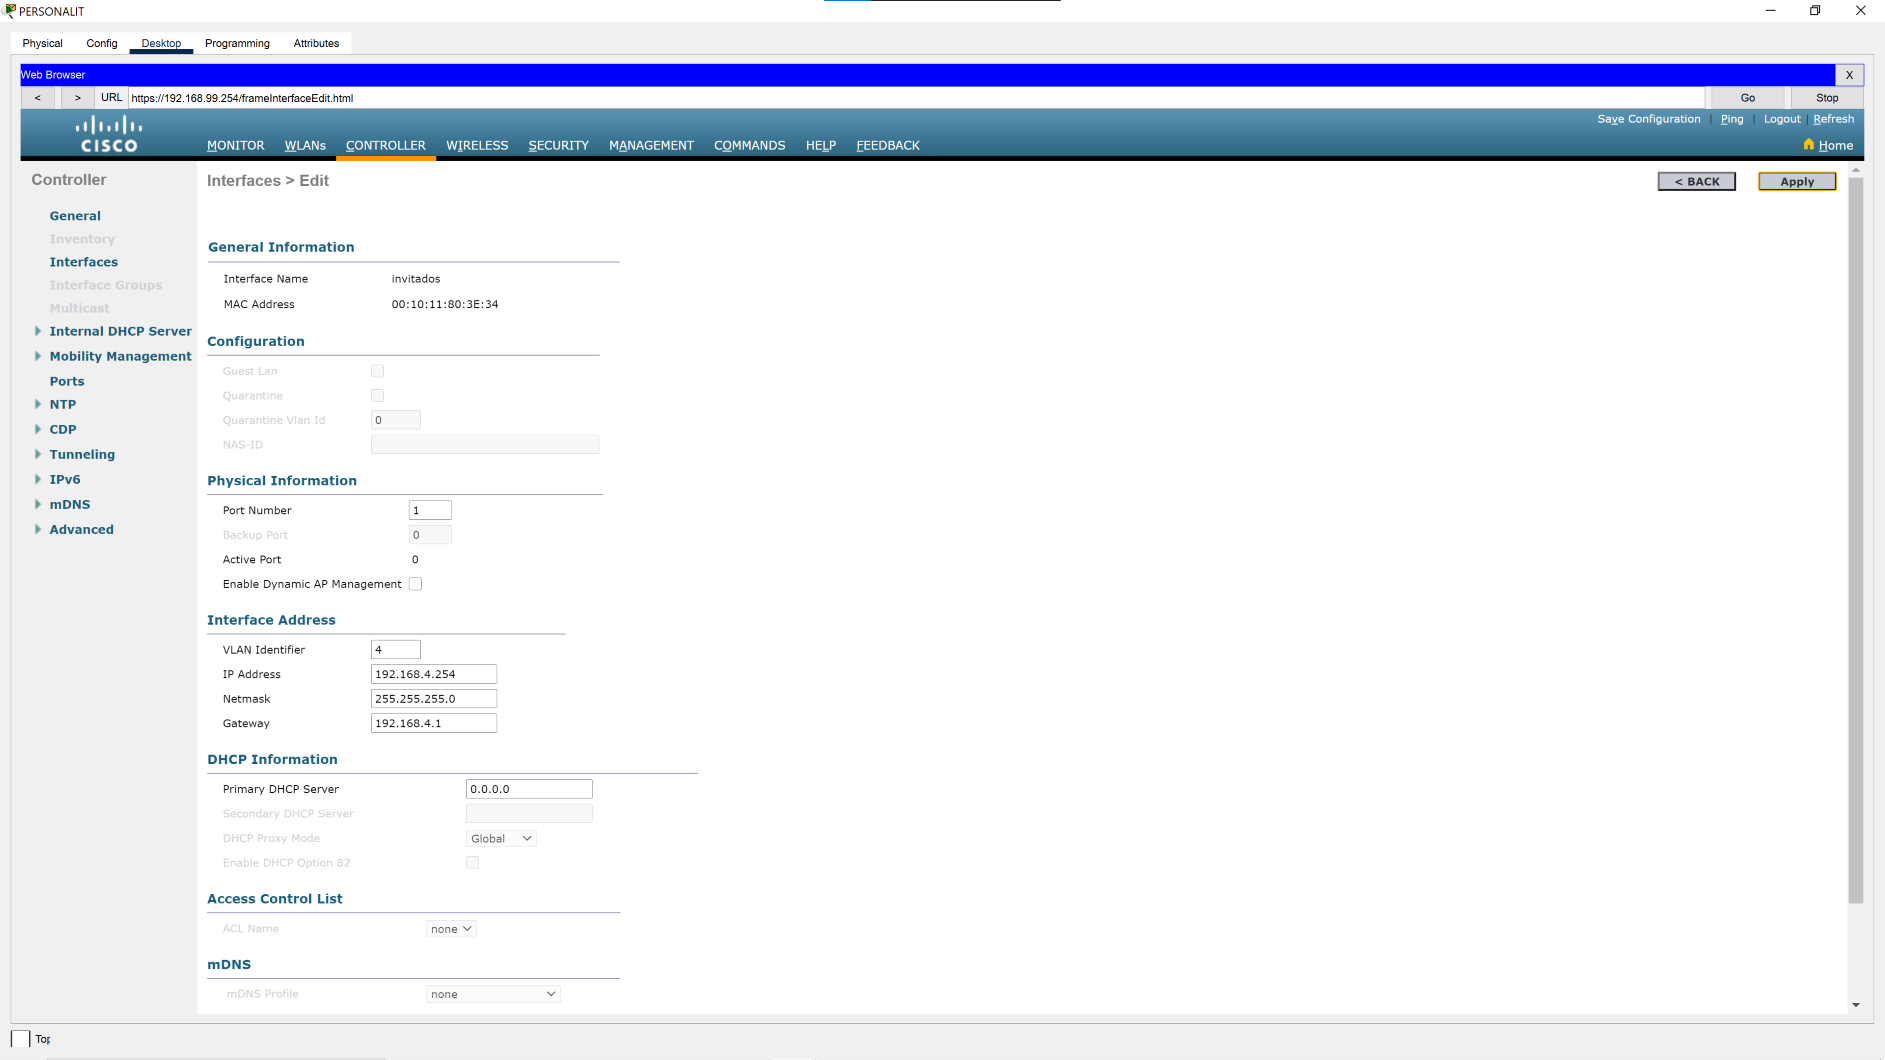 PERSONALIT
Physical Config Desktop Programming Attributes
Web Browser X
< > URL https://192.168.99.254/frameInterfaceEdit.html Go Stop
Save Configuration | Ping | Logout | Refresh
CISCO
MONITOR WLANs CONTROLLER WIRELESS SECURITY MANAGEMENT COMMANDS HELP FEEDBACK Home
Controller
General
Inventory
Interfaces
Interface Groups
Multicast
Internal DHCP Server
Mobility Management
Ports
NTP
CDP
Tunneling
IPv6
mDNS
Advanced
Interfaces > Edit < BACK Apply
General Information
Interface Name invitados
MAC Address 00:10:11:80:3E:34
Configuration
Guest Lan
Quarantine
Quarantine Vlan Id 0
NAS-ID
Physical Information
Port Number 1
Backup Port 0
Active Port 0
Enable Dynamic AP Management
Interface Address
VLAN Identifier 4
IP Address 192.168.4.254
Netmask 255.255.255.0
Gateway 192.168.4.1
DHCP Information
Primary DHCP Server 0.0.0.0
Secondary DHCP Server
DHCP Proxy Mode Global
Enable DHCP Option 82
Access Control List
ACL Name none
mDNS
mDNS Profile none
Top